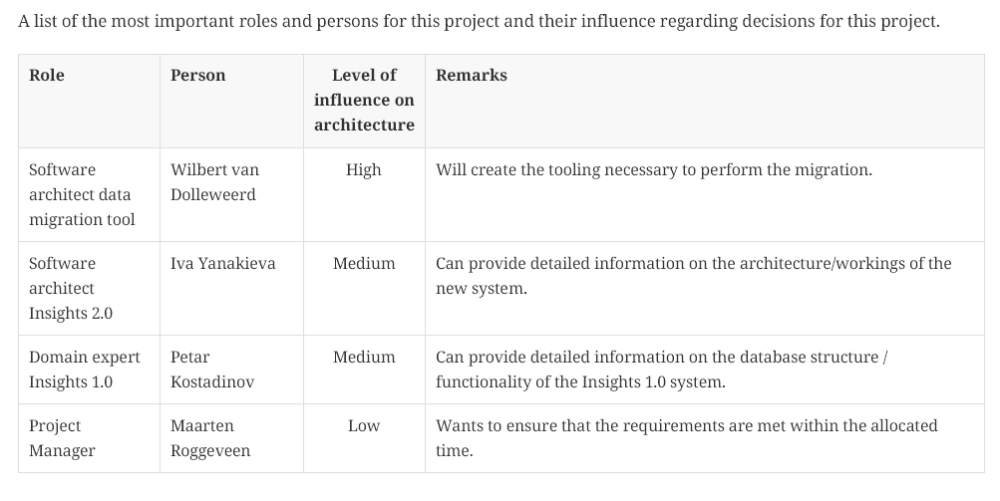 A list of the most important roles and persons for this project and their influence regarding decisions for this project.
Role
Person
Level of
influence on
architecture
Remarks
Software
architect data
migration tool
Wilbert van
Dolleweerd
High
Will create the tooling necessary to perform the migration.
Software
architect
Insights 2.0
Iva Yanakieva
Medium
Can provide detailed information on the architecture/workings of the
new system.
Domain expert
Insights 1.0
Petar
Kostadinov
Medium
Can provide detailed information on the database structure /
functionality of the Insights 1.0 system.
Project
Manager
Maarten
Roggeveen
Low
Wants to ensure that the requirements are met within the allocated
time.